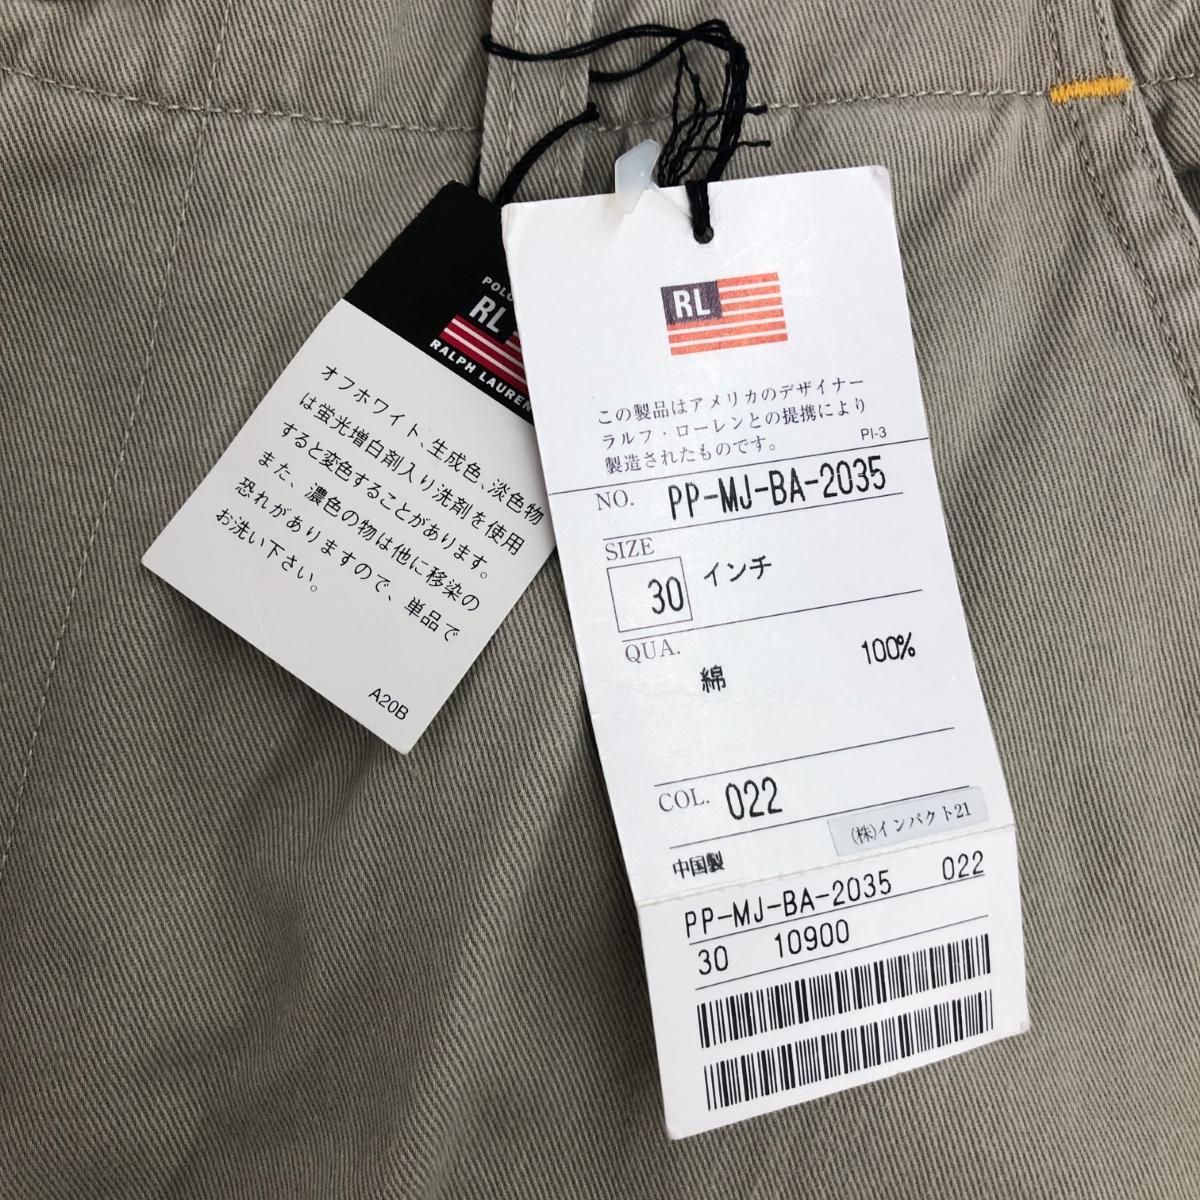 POLO
RL
RALPH LAUREN
オフホワイト、生成色、淡色物
は蛍光増白剤入り洗剤を使用
すると変色することがあります。
また、濃色の物は他に移染の
恐れがありますので、単品で
お洗い下さい。
A20B
RL
この製品はアメリカのデザイナー
ラルフ・ローレンとの提携により
製造されたものです。
PI-3
NO. PP-MJ-BA-2035
SIZE
30 インチ
QUA.
綿 100%
COL. 022
(株)インパクト21
中国製
PP-MJ-BA-2035 022
30 10900